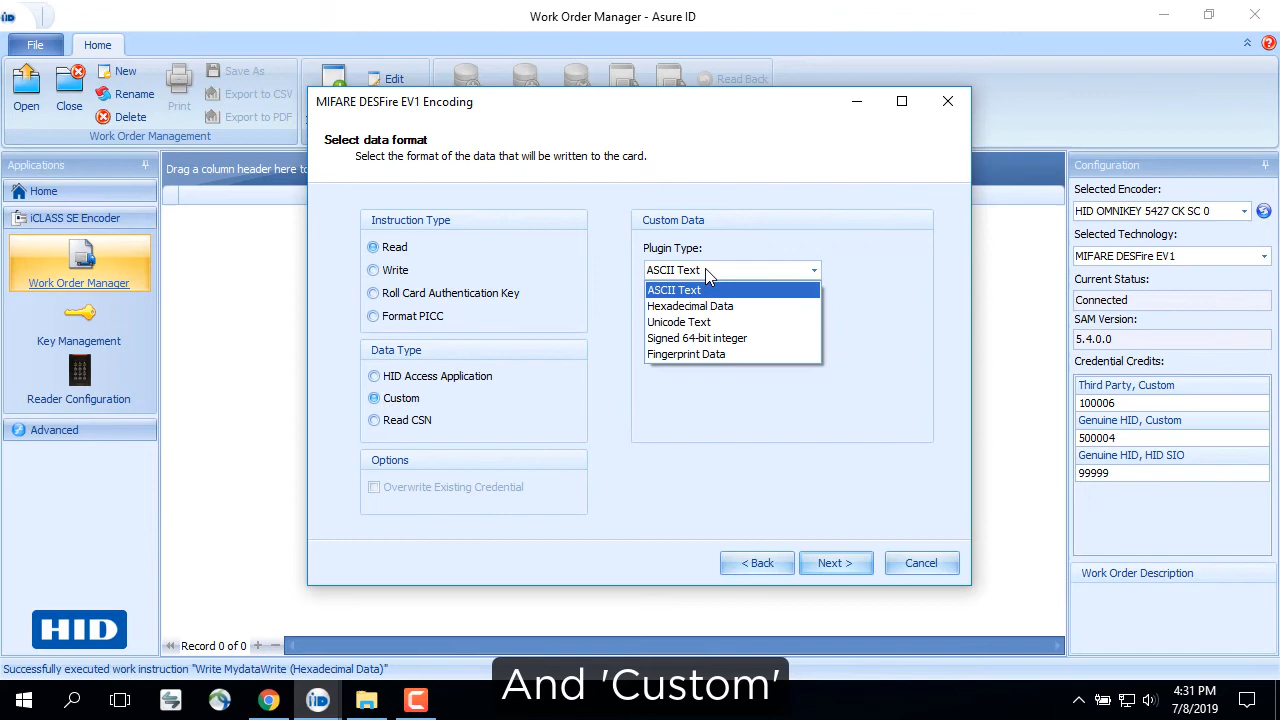 Work Order Manager - Asure ID
File
Home
Open
Close
New
Rename
Delete
Print
Save As
Export to CSV
Export to PDF
Edit
Read Back
Work Order Management
Applications
Home
iCLASS SE Encoder
Work Order Manager
Key Management
Reader Configuration
Advanced
HID
Drag a column header here to
Record 0 of 0
MIFARE DESFire EV1 Encoding
Select data format
Select the format of the data that will be written to the card.
Instruction Type
Read
Write
Roll Card Authentication Key
Format PICC
Data Type
HID Access Application
Custom
Read CSN
Options
Overwrite Existing Credential
Custom Data
Plugin Type:
ASCII Text
ASCII Text
Hexadecimal Data
Unicode Text
Signed 64-bit integer
Fingerprint Data
< Back
Next >
Cancel
Configuration
Selected Encoder:
HID OMNIKEY 5427 CK SC 0
Selected Technology:
MIFARE DESFire EV1
Current Status:
Connected
SAM Version:
5.4.0.0
Credential Credits:
Third Party, Custom
100006
Genuine HID, Custom
500004
Genuine HID, HID SIO
99999
Work Order Description
Successfully executed work instruction "Write MydataWrite (Hexadecimal Data)"
And 'Custom'
4:31 PM
7/8/2019